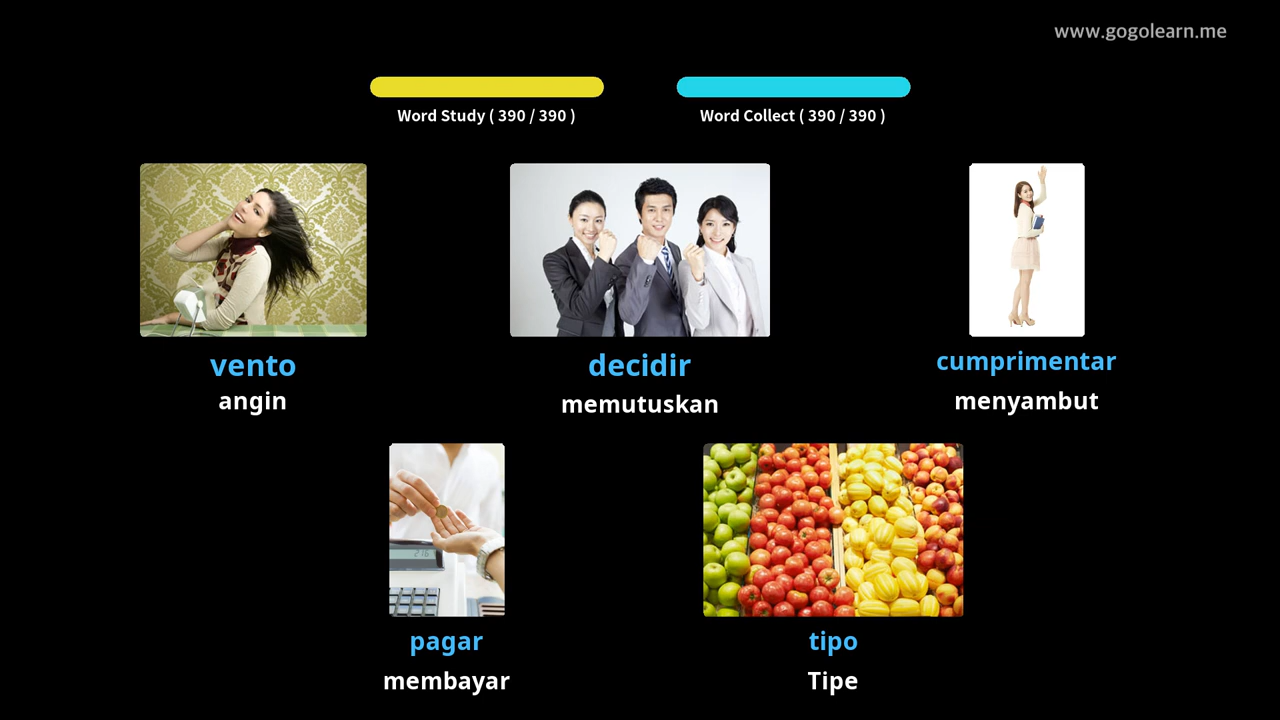 www.gogolearn.me
Word Study ( 390 / 390 )
Word Collect ( 390 / 390 )
vento
angin
decidir
memutuskan
cumprimentar
menyambut
pagar
membayar
tipo
Tipe